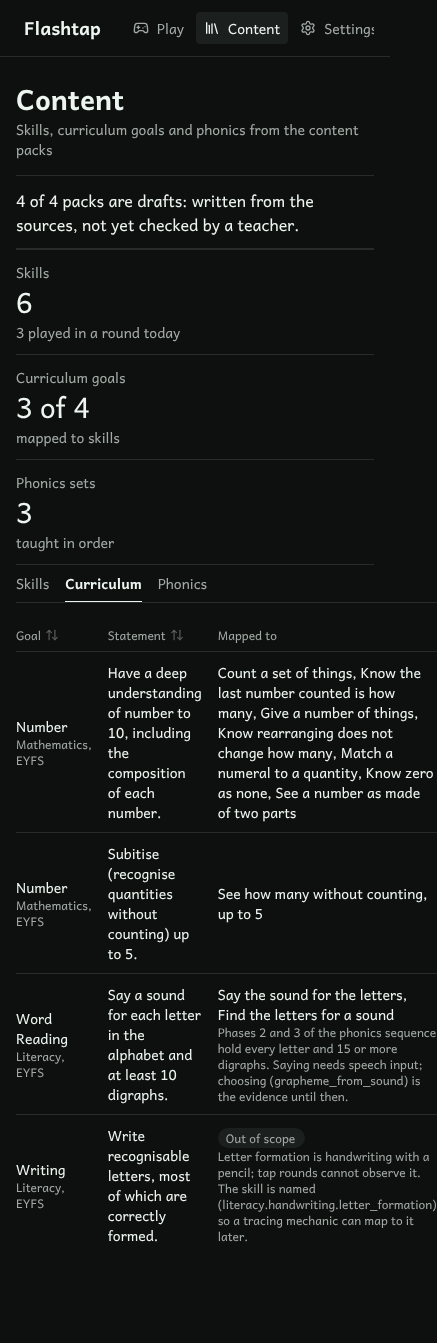 Flashtap
Play
Content
Settings
Content
Skills, curriculum goals and phonics from the content
packs
4 of 4 packs are drafts: written from the
sources, not yet checked by a teacher.
Skills
6
3 played in a round today
Curriculum goals
3 of 4
mapped to skills
Phonics sets
3
taught in order
Skills
Curriculum
Phonics
Goal
Statement
Mapped to
Number
Mathematics,
EYFS
Have a deep
understanding
of number to
10, including
the
composition
of each
number.
Count a set of things, Know the
last number counted is how
many, Give a number of things,
Know rearranging does not
change how many, Match a
numeral to a quantity, Know zero
as none, See a number as made
of two parts
Number
Mathematics,
EYFS
Subitise
(recognise
quantities
without
counting) up
to 5.
See how many without counting,
up to 5
Word
Reading
Literacy,
EYFS
Say a sound
for each letter
in the
alphabet and
at least 10
digraphs.
Say the sound for the letters,
Find the letters for a sound
Phases 2 and 3 of the phonics sequence
hold every letter and 15 or more
digraphs. Saying needs speech input;
choosing (grapheme_from_sound) is
the evidence until then.
Writing
Literacy,
EYFS
Write
recognisable
letters, most
of which are
correctly
formed.
Out of scope
Letter formation is handwriting with a
pencil; tap rounds cannot observe it.
The skill is named
(literacy.handwriting.letter_formation)
so a tracing mechanic can map to it
later.